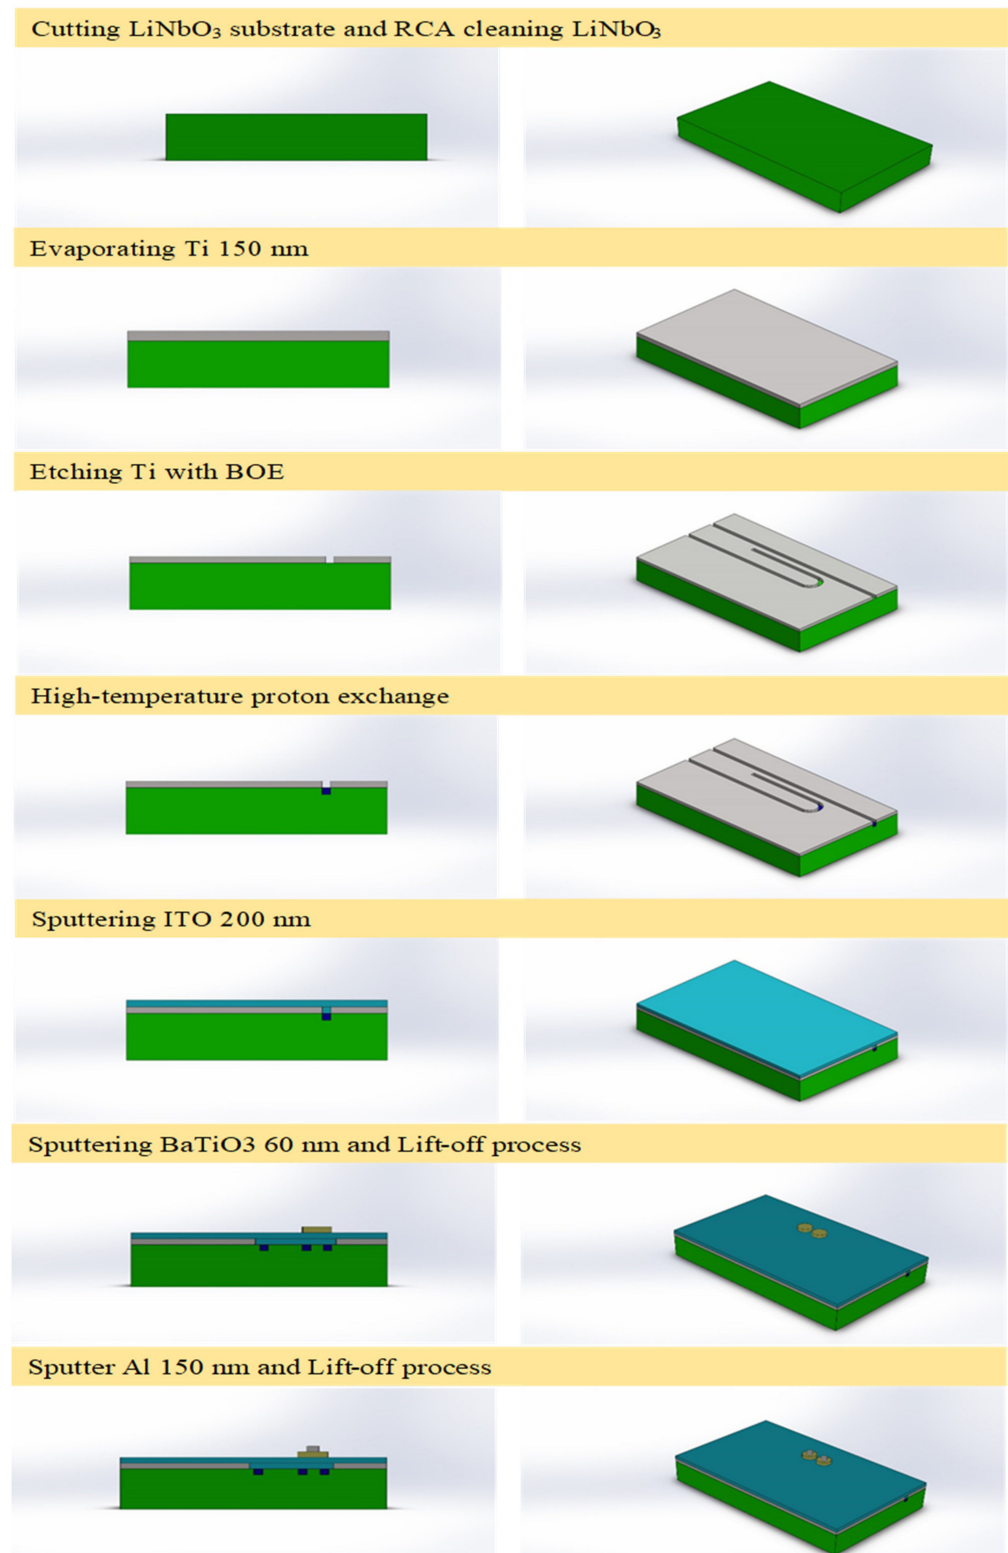 Cutting LiNbO₃ substrate and RCA cleaning LiNbO₃
Evaporating Ti 150 nm
Etching Ti with BOE
High-temperature proton exchange
Sputtering ITO 200 nm
Sputtering BaTiO3 60 nm and Lift-off process
Sputter Al 150 nm and Lift-off process